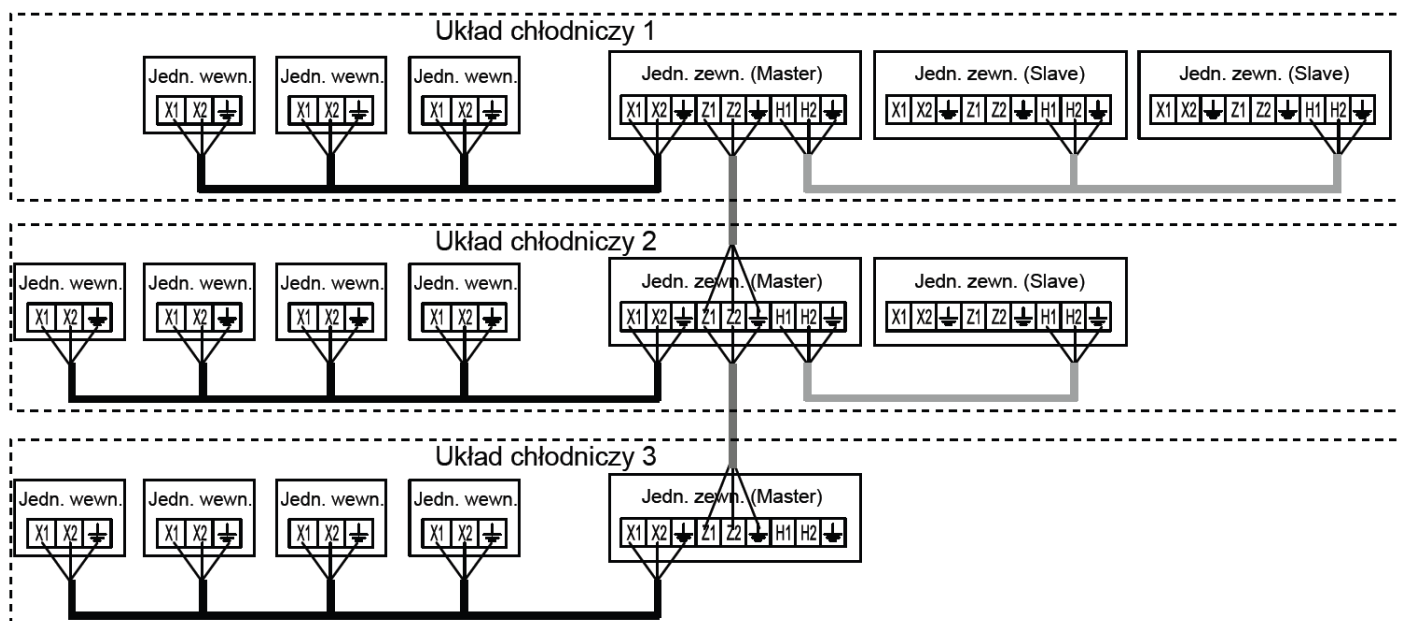 Układ chłodniczy 1
Jedn. wewn. Jedn. wewn. Jedn. wewn. Jedn. zewn. (Master) Jedn. zewn. (Slave) Jedn. zewn. (Slave)
X1 X2 X1 X2 X1 X2 X1 X2 Z1 Z2 H1 H2 X1 X2 Z1 Z2 H1 H2 X1 X2 Z1 Z2 H1 H2
Układ chłodniczy 2
Jedn. wewn. Jedn. wewn. Jedn. wewn. Jedn. wewn. Jedn. zewn. (Master) Jedn. zewn. (Slave)
X1 X2 X1 X2 X1 X2 X1 X2 X1 X2 Z1 Z2 H1 H2 X1 X2 Z1 Z2 H1 H2
Układ chłodniczy 3
Jedn. wewn. Jedn. wewn. Jedn. wewn. Jedn. wewn. Jedn. zewn. (Master)
X1 X2 X1 X2 X1 X2 X1 X2 X1 X2 Z1 Z2 H1 H2